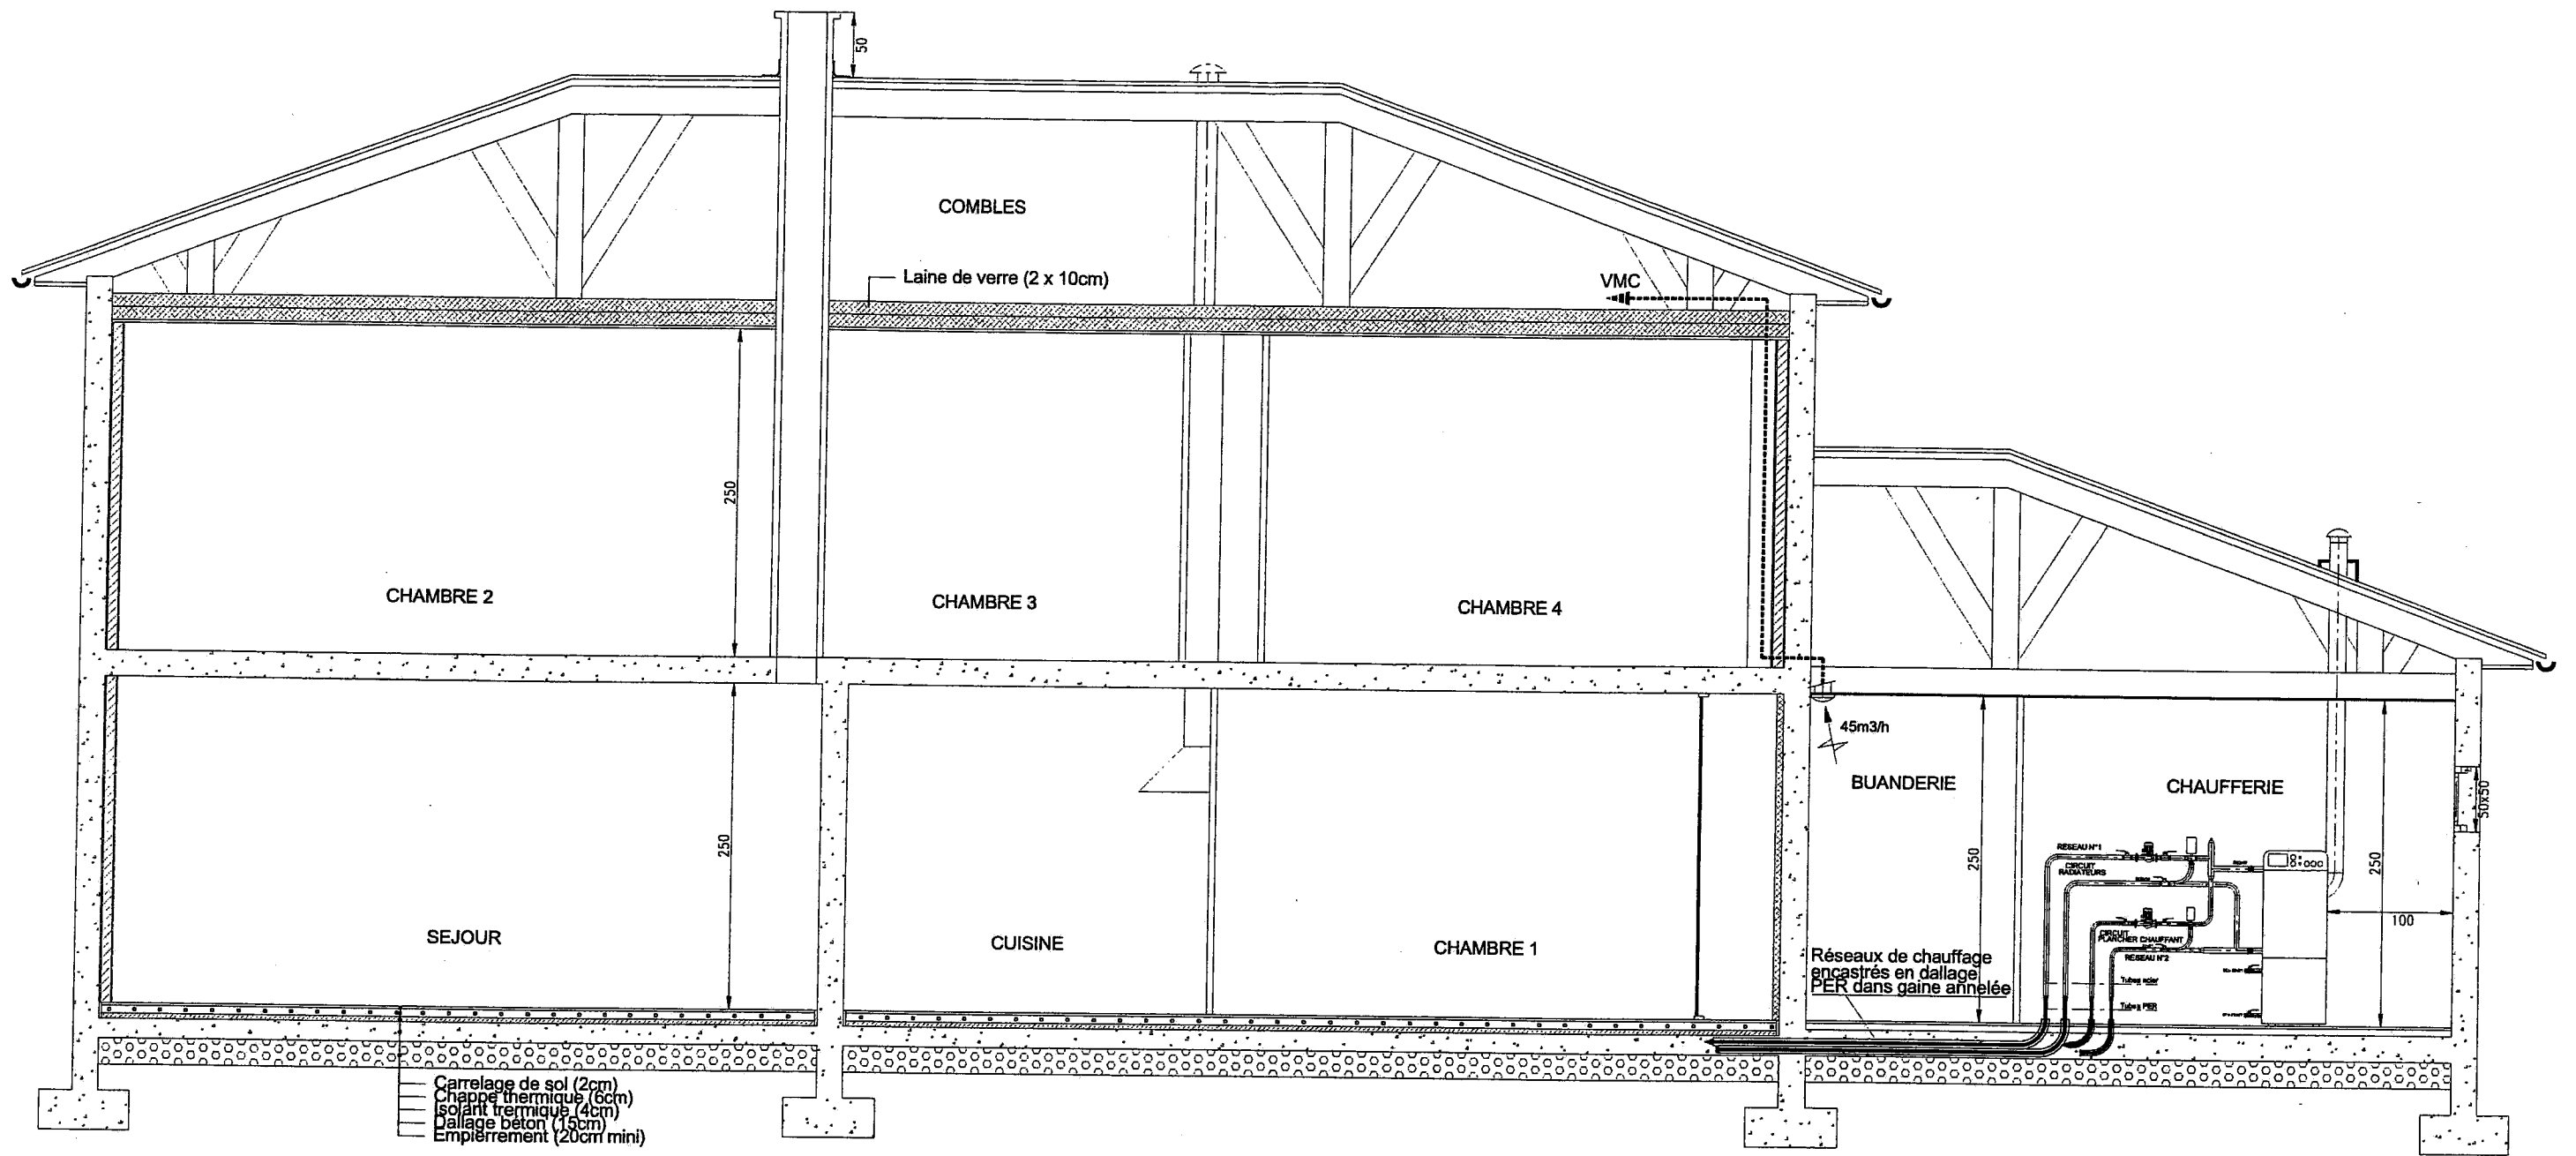 50
COMBLES
Laine de verre (2 x 10cm)
VMC
250
CHAMBRE 2
CHAMBRE 3
CHAMBRE 4
45m3/h
BUANDERIE
CHAUFFERIE
50x50
250
250
250
RESEAU N°1
CIRCUIT
RADIATEURS
100
CIRCUIT
PLANCHER CHAUFFANT
RESEAU N°2
SEJOUR
CUISINE
CHAMBRE 1
Réseaux de chauffage
encastrés en dallage
PER dans gaine annelée
Tubes acier
Tubes PER
Carrelage de sol (2cm)
Chappe thermique (6cm)
Isolant trermique (4cm)
Dallage béton (15cm)
Empierrement (20cm mini)